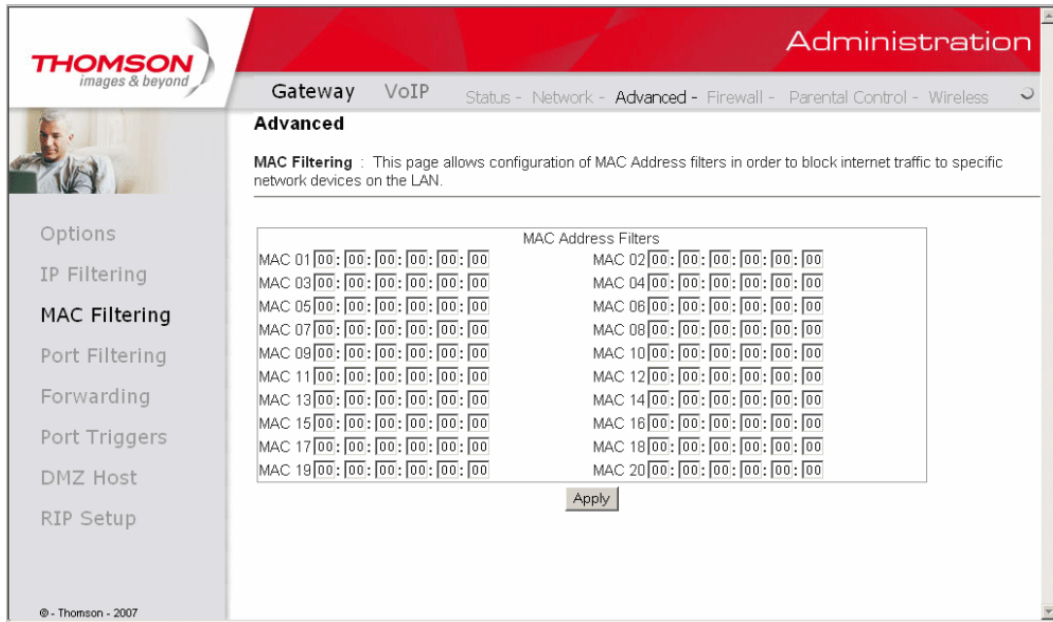 THOMSON
images & beyond
Administration
Gateway VoIP Status - Network - Advanced - Firewall - Parental Control - Wireless
Advanced
MAC Filtering : This page allows configuration of MAC Address filters in order to block internet traffic to specific
network devices on the LAN.
Options
IP Filtering
MAC Filtering
Port Filtering
Forwarding
Port Triggers
DMZ Host
RIP Setup
MAC Address Filters
MAC 01 00:00:00:00:00:00 MAC 02 00:00:00:00:00:00
MAC 03 00:00:00:00:00:00 MAC 04 00:00:00:00:00:00
MAC 05 00:00:00:00:00:00 MAC 06 00:00:00:00:00:00
MAC 07 00:00:00:00:00:00 MAC 08 00:00:00:00:00:00
MAC 09 00:00:00:00:00:00 MAC 10 00:00:00:00:00:00
MAC 11 00:00:00:00:00:00 MAC 12 00:00:00:00:00:00
MAC 13 00:00:00:00:00:00 MAC 14 00:00:00:00:00:00
MAC 15 00:00:00:00:00:00 MAC 16 00:00:00:00:00:00
MAC 17 00:00:00:00:00:00 MAC 18 00:00:00:00:00:00
MAC 19 00:00:00:00:00:00 MAC 20 00:00:00:00:00:00
Apply
© - Thomson - 2007